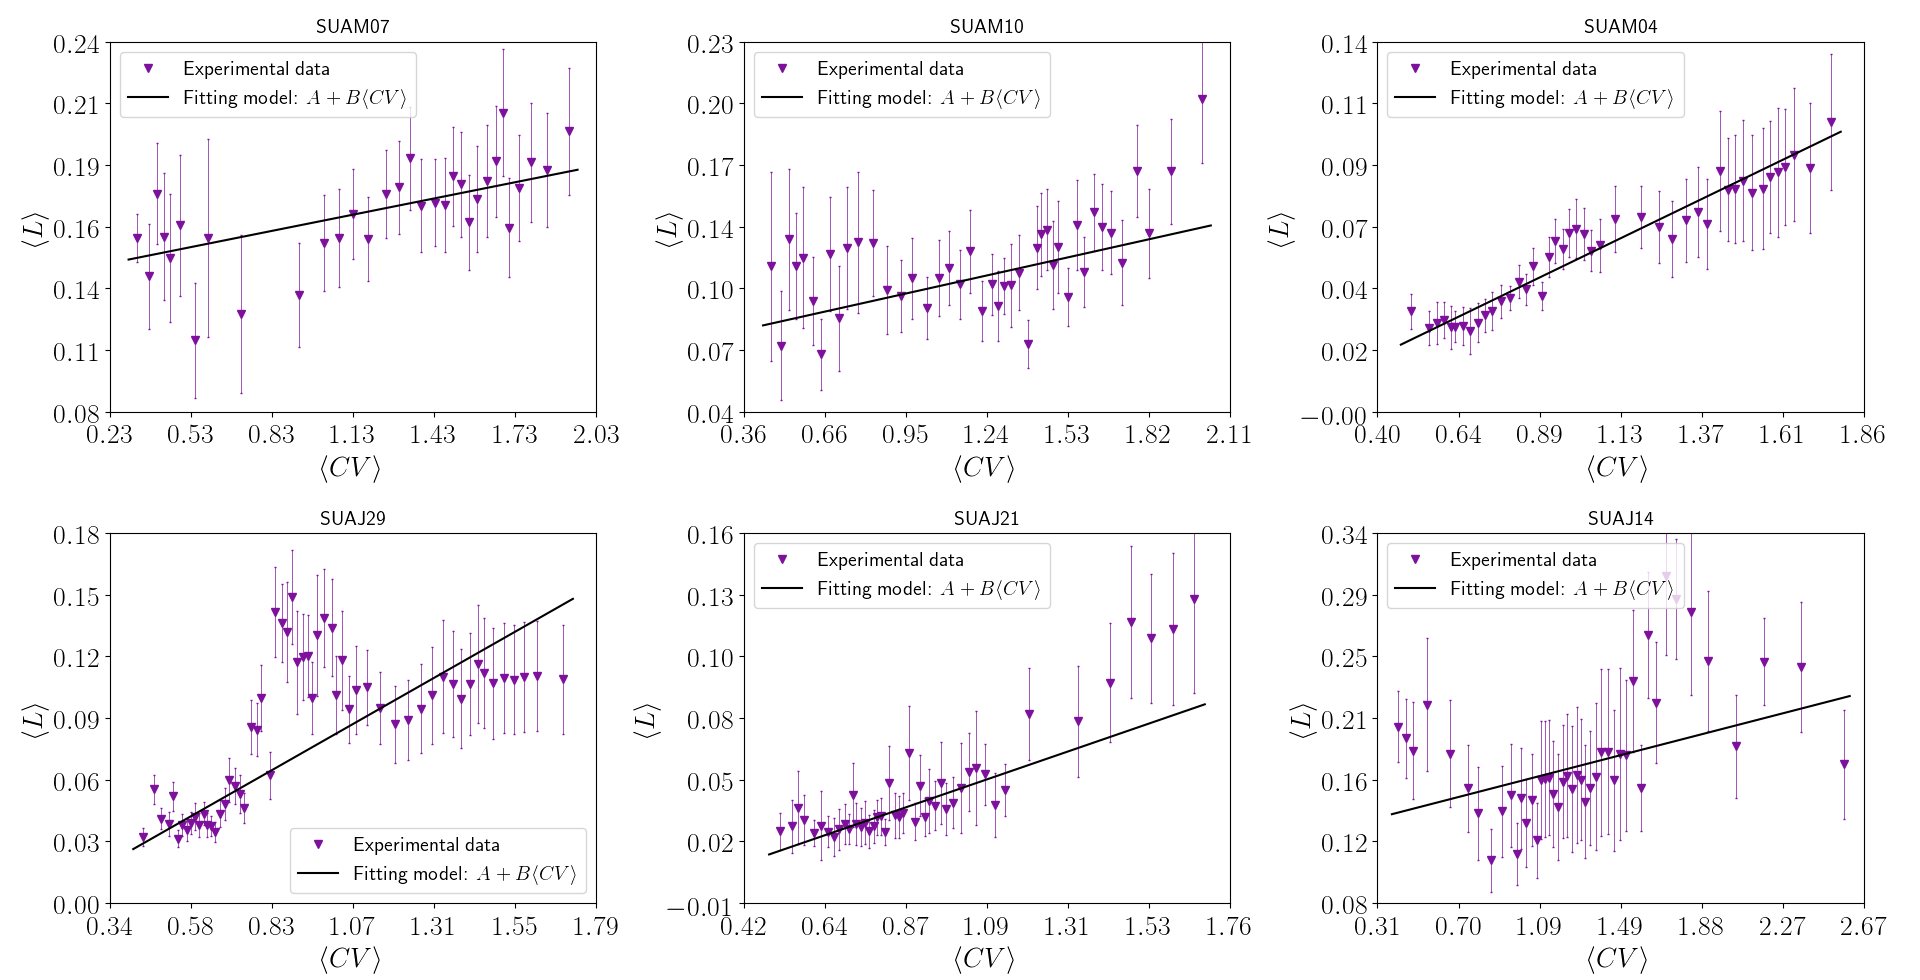 SUAM07
0.24
0.21
0.19
0.16
0.14
0.11
0.08
⟨L⟩
Experimental data
Fitting model: A + B⟨CV⟩
0.23 0.53 0.83 1.13 1.43 1.73 2.03
⟨CV⟩
SUAM10
0.23
0.20
0.17
0.14
0.10
0.07
0.04
⟨L⟩
Experimental data
Fitting model: A + B⟨CV⟩
0.36 0.66 0.95 1.24 1.53 1.82 2.11
⟨CV⟩
SUAM04
0.14
0.11
0.09
0.07
0.04
0.02
−0.00
⟨L⟩
Experimental data
Fitting model: A + B⟨CV⟩
0.40 0.64 0.89 1.13 1.37 1.61 1.86
⟨CV⟩
SUAJ29
0.18
0.15
0.12
0.09
0.06
0.03
0.00
⟨L⟩
Experimental data
Fitting model: A + B⟨CV⟩
0.34 0.58 0.83 1.07 1.31 1.55 1.79
⟨CV⟩
SUAJ21
0.16
0.13
0.10
0.08
0.05
0.02
−0.01
⟨L⟩
Experimental data
Fitting model: A + B⟨CV⟩
0.42 0.64 0.87 1.09 1.31 1.53 1.76
⟨CV⟩
SUAJ14
0.34
0.29
0.25
0.21
0.16
0.12
0.08
⟨L⟩
Experimental data
Fitting model: A + B⟨CV⟩
0.31 0.70 1.09 1.49 1.88 2.27 2.67
⟨CV⟩